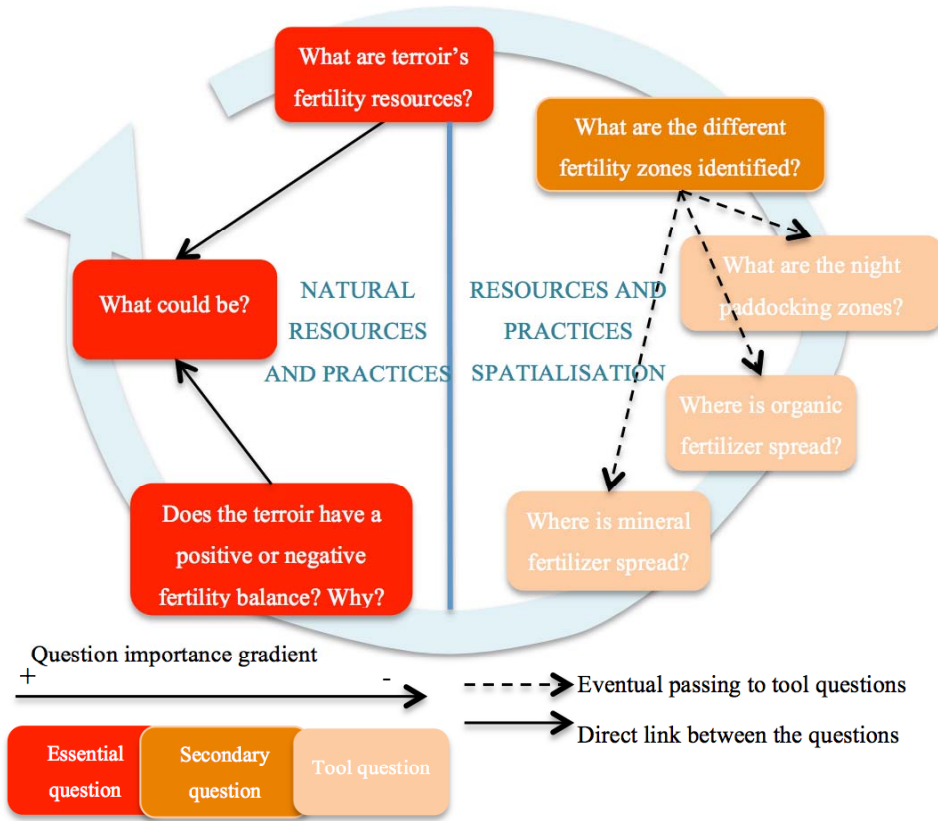 What are terroir's
fertility resources?
What are the different
fertility zones identified?
What are the night
paddocking zones?
What could be?
NATURAL
RESOURCES
AND PRACTICES
RESOURCES AND
PRACTICES
SPATIALISATION
Where is organic
fertilizer spread?
Does the terroir have a
positive or negative
fertility balance? Why?
Where is mineral
fertilizer spread?
Question importance gradient
+ -
Eventual passing to tool questions
Direct link between the questions
Essential
question
Secondary
question
Tool question